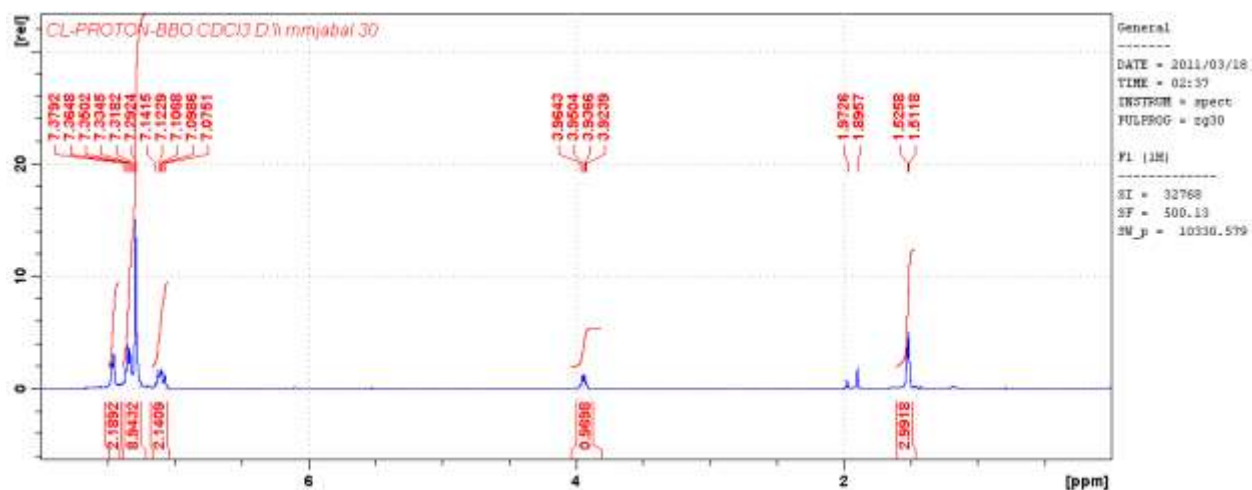 CL-PROTON-BBO CDCl3 D:\\ mmjabal 30
[rel]
20
10
0
7.3792
7.3648
7.3502
7.3345
7.3182
7.2924
7.1415
7.1229
7.1068
7.0986
7.0751
3.9643
3.9504
3.9366
3.9239
1.9726
1.8957
1.5258
1.5118
2.1892
8.9432
2.1409
0.9698
2.9918
6
4
2
[ppm]
General
-------
DATE = 2011/03/18
TIME = 02:37
INSTRUM = spect
PULPROG = zg30
F1 (1H)
-------------
SI = 32768
SF = 500.13
SW_p = 10330.579